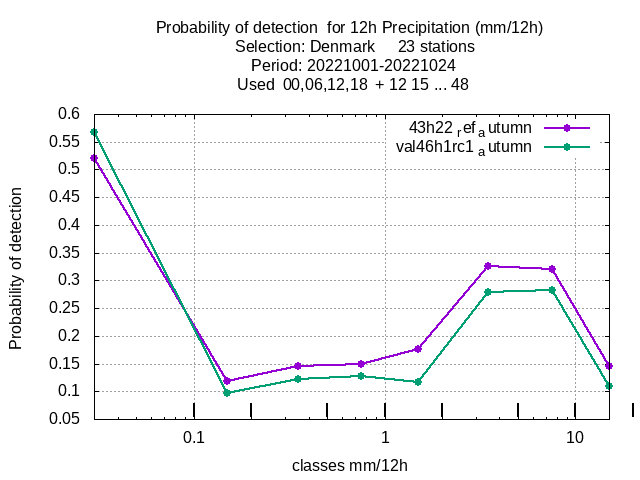 Probability of detection for 12h Precipitation (mm/12h)
Selection: Denmark 23 stations
Period: 20221001-20221024
Used 00,06,12,18 + 12 15 ... 48
43h22 ref autumn
val46h1rc1 autumn
0.6
0.55
0.5
0.45
0.4
0.35
0.3
0.25
0.2
0.15
0.1
0.05
Probability of detection
0.1 1 10
classes mm/12h